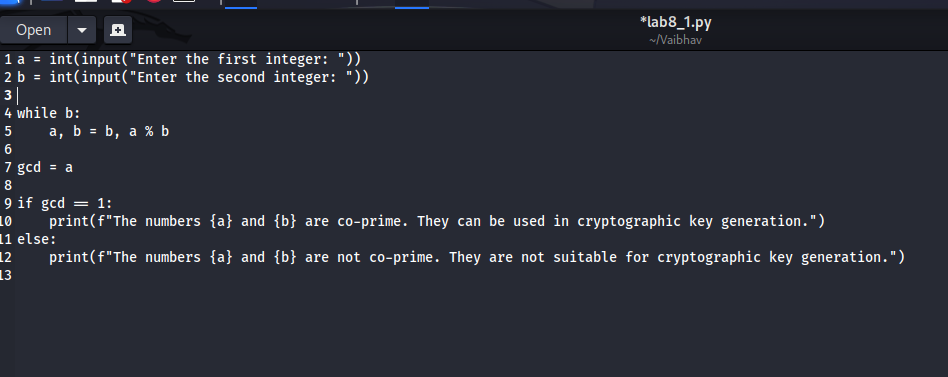 Open
*lab8_1.py
~/Vaibhav
1 a = int(input("Enter the first integer: "))
2 b = int(input("Enter the second integer: "))
3
4 while b:
5     a, b = b, a % b
6
7 gcd = a
8
9 if gcd == 1:
10     print(f"The numbers {a} and {b} are co-prime. They can be used in cryptographic key generation.")
11 else:
12     print(f"The numbers {a} and {b} are not co-prime. They are not suitable for cryptographic key generation.")
13